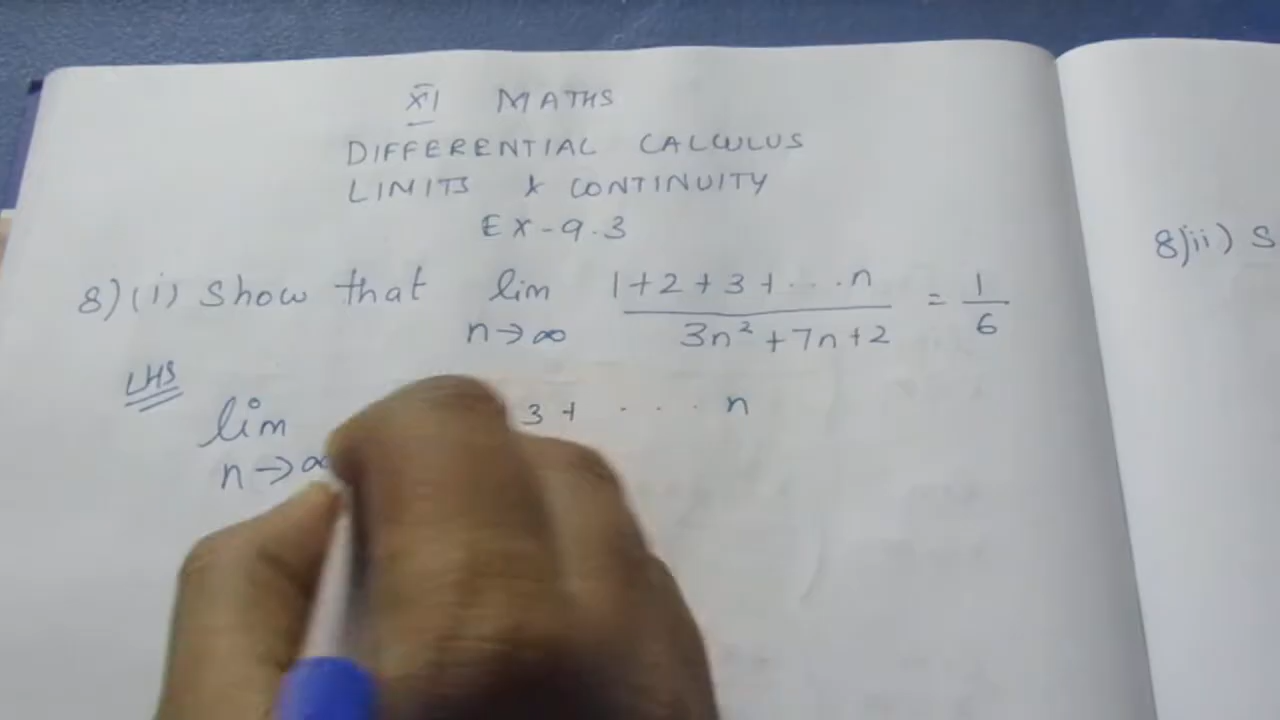 XI MATHS
DIFFERENTIAL CALCULUS
LIMITS & CONTINUITY
EX-9.3
8)(i) Show that lim n→∞ (1+2+3+...n)/(3n²+7n+2) = 1/6
LHS
lim n→∞ 3+ . . . . n
8)ii) S